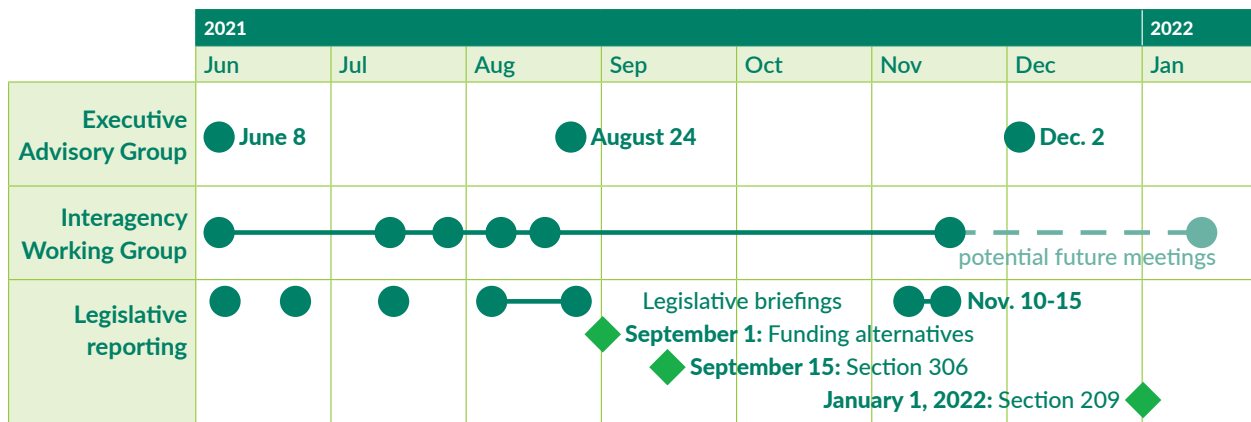 2021 2022
Jun Jul Aug Sep Oct Nov Dec Jan
Executive
Advisory Group
June 8 August 24 Dec. 2
Interagency
Working Group
potential future meetings
Legislative
reporting
Legislative briefings Nov. 10-15
September 1: Funding alternatives
September 15: Section 306
January 1, 2022: Section 209